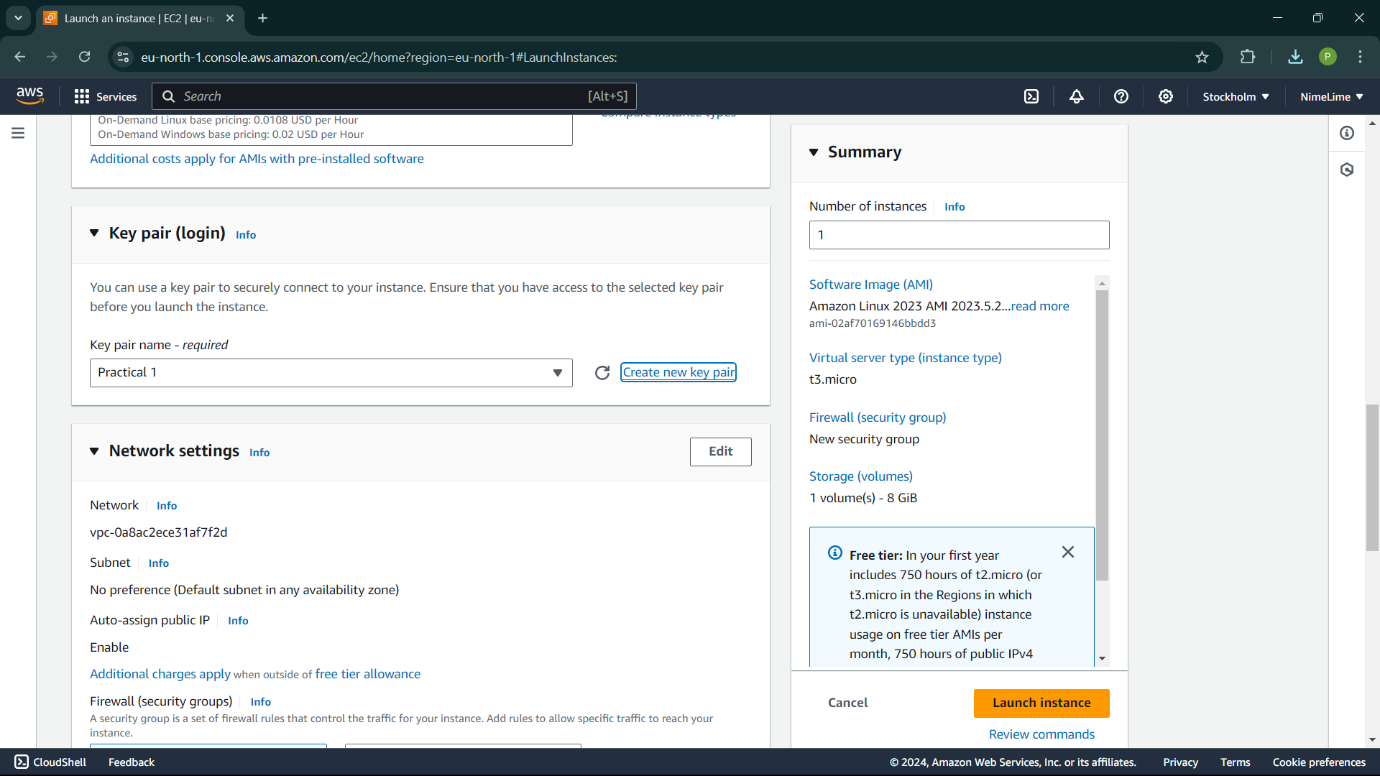 Launch an instance | EC2 | eu-n
eu-north-1.console.aws.amazon.com/ec2/home?region=eu-north-1#LaunchInstances:
P
aws
Services
Search
[Alt+S]
Stockholm
NimeLime
On-Demand Linux base pricing: 0.0108 USD per Hour
On-Demand Windows base pricing: 0.02 USD per Hour
Compare instance types
Additional costs apply for AMIs with pre-installed software
Key pair (login) Info
You can use a key pair to securely connect to your instance. Ensure that you have access to the selected key pair
before you launch the instance.
Key pair name - required
Practical 1
Create new key pair
Network settings Info
Edit
Network Info
vpc-0a8ac2ece31af7f2d
Subnet Info
No preference (Default subnet in any availability zone)
Auto-assign public IP Info
Enable
Additional charges apply when outside of free tier allowance
Firewall (security groups) Info
A security group is a set of firewall rules that control the traffic for your instance. Add rules to allow specific traffic to reach your
instance.
Summary
Number of instances Info
1
Software Image (AMI)
Amazon Linux 2023 AMI 2023.5.2...read more
ami-02af70169146bbdd3
Virtual server type (instance type)
t3.micro
Firewall (security group)
New security group
Storage (volumes)
1 volume(s) - 8 GiB
Free tier: In your first year
includes 750 hours of t2.micro (or
t3.micro in the Regions in which
t2.micro is unavailable) instance
usage on free tier AMIs per
month, 750 hours of public IPv4
Cancel
Launch instance
Review commands
CloudShell
Feedback
© 2024, Amazon Web Services, Inc. or its affiliates.
Privacy
Terms
Cookie preferences